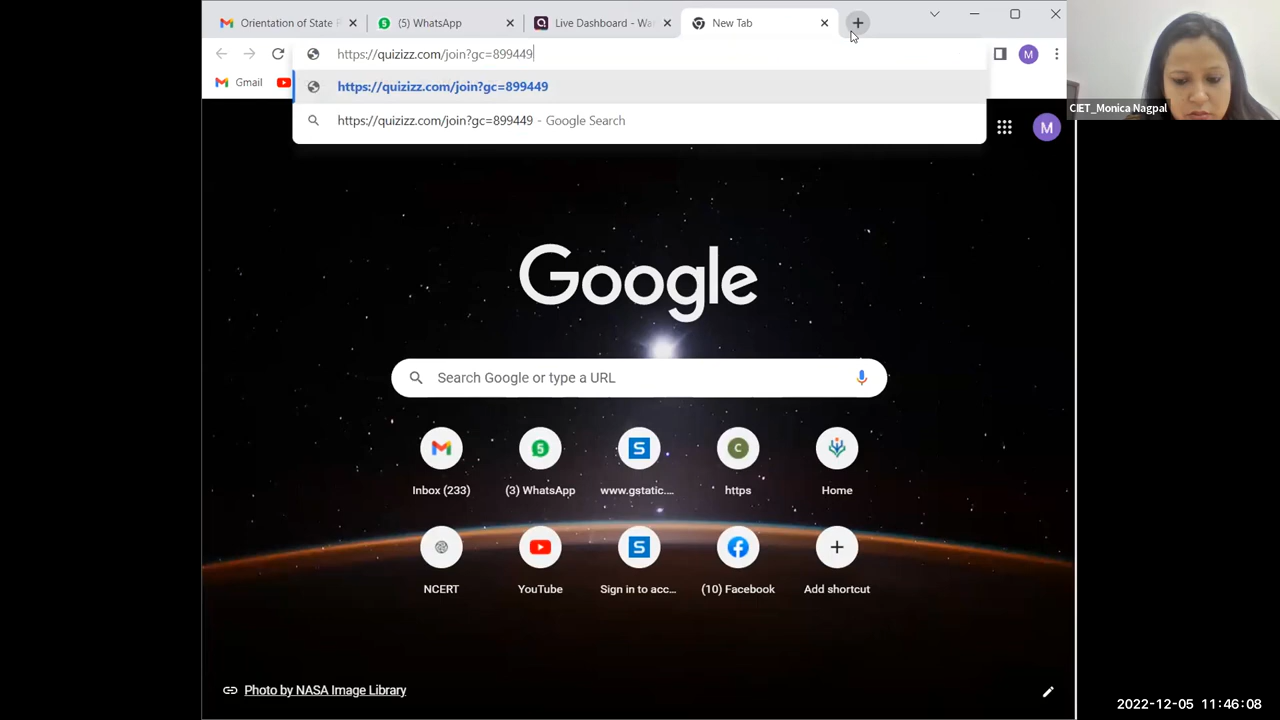 Orientation of State P
(5) WhatsApp
Live Dashboard - Wa
New Tab
https://quizizz.com/join?gc=899449
M
Gmail
https://quizizz.com/join?gc=899449
https://quizizz.com/join?gc=899449 - Google Search
CIET_Monica Nagpal
M
Google
Search Google or type a URL
5 S C
Inbox (233) (3) WhatsApp www.gstatic.... https Home
S
NCERT YouTube Sign in to acc... (10) Facebook Add shortcut
Photo by NASA Image Library
2022-12-05 11:46:08